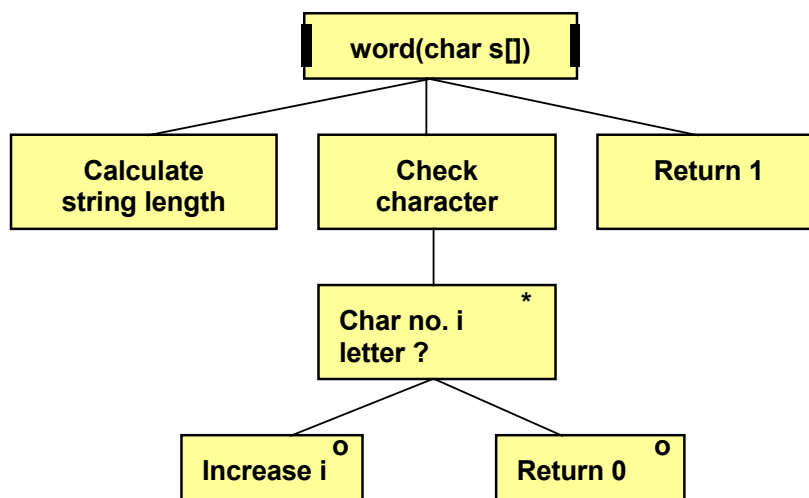 word(char s[])
Calculate
string length
Check
character
Return 1
*
Char no. i
letter ?
o
Increase i
o
Return 0